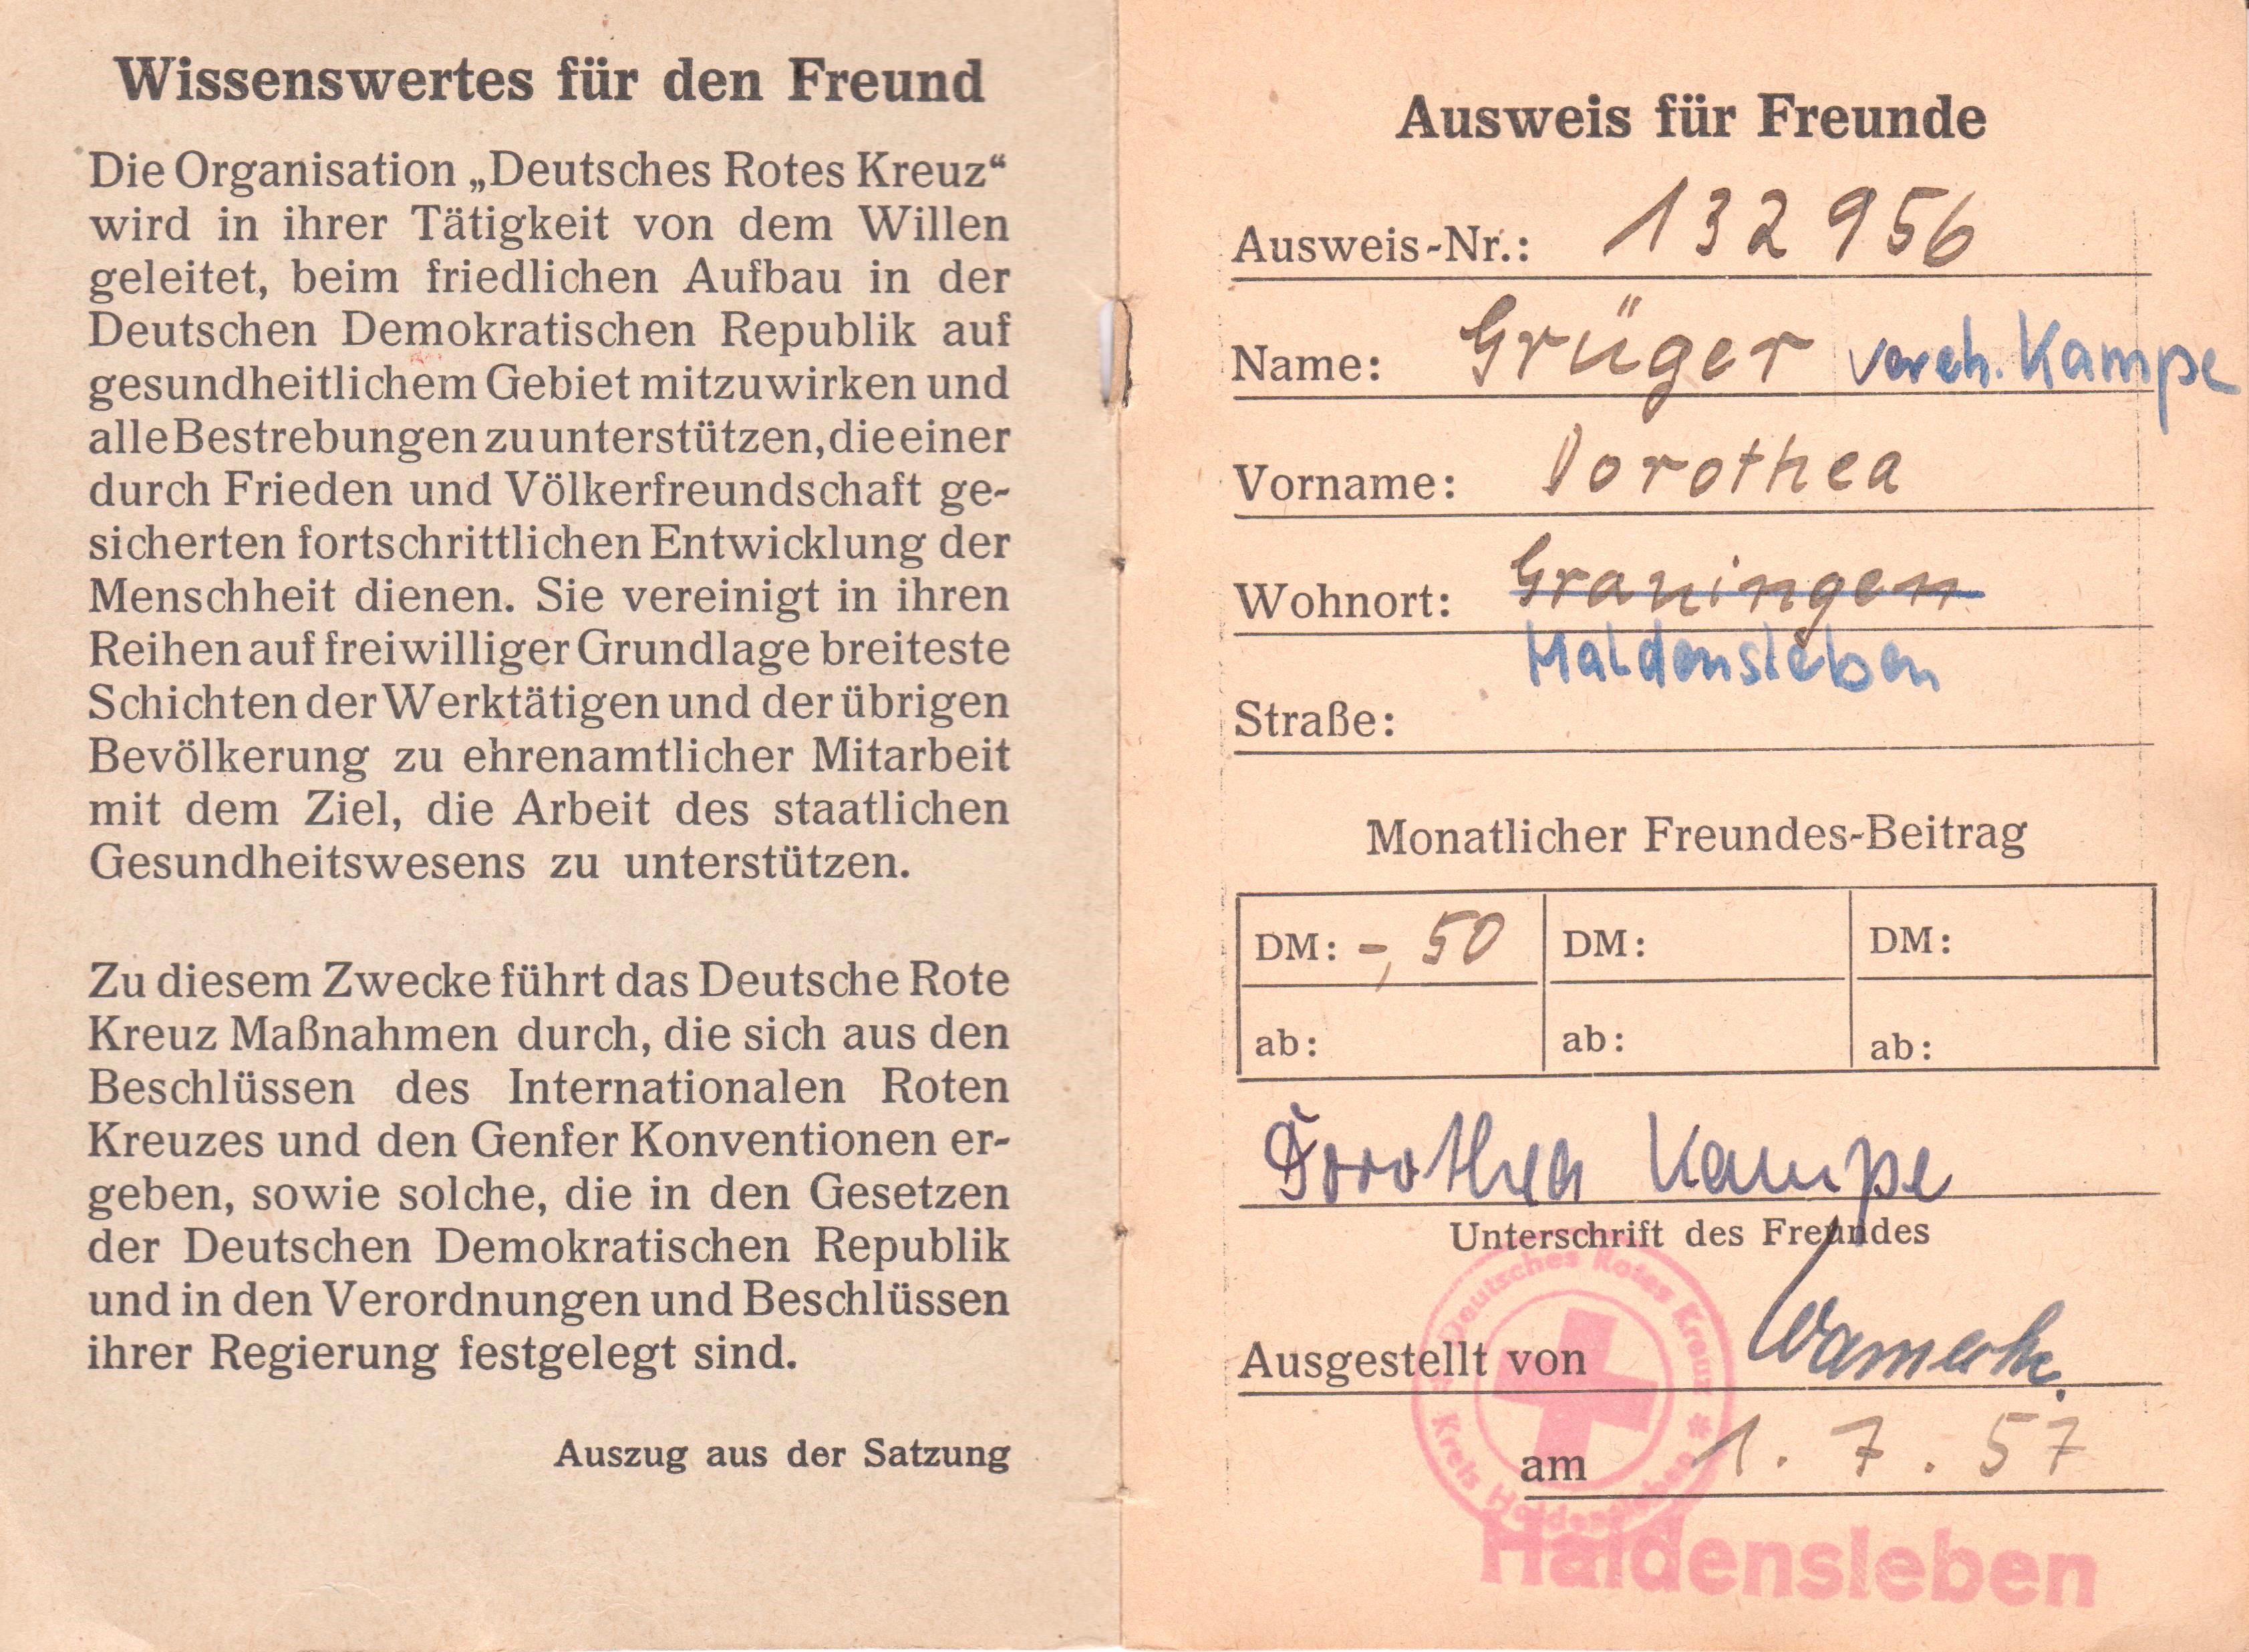 Wissenswertes für den Freund
Die Organisation „Deutsches Rotes Kreuz“
wird in ihrer Tätigkeit von dem Willen
geleitet, beim friedlichen Aufbau in der
Deutschen Demokratischen Republik auf
gesundheitlichem Gebiet mitzuwirken und
alle Bestrebungen zu unterstützen, die einer
durch Frieden und Völkerfreundschaft ge-
sicherten fortschrittlichen Entwicklung der
Menschheit dienen. Sie vereinigt in ihren
Reihen auf freiwilliger Grundlage breiteste
Schichten der Werktätigen und der übrigen
Bevölkerung zu ehrenamtlicher Mitarbeit
mit dem Ziel, die Arbeit des staatlichen
Gesundheitswesens zu unterstützen.
Zu diesem Zwecke führt das Deutsche Rote
Kreuz Maßnahmen durch, die sich aus den
Beschlüssen des Internationalen Roten
Kreuzes und den Genfer Konventionen er-
geben, sowie solche, die in den Gesetzen
der Deutschen Demokratischen Republik
und in den Verordnungen und Beschlüssen
ihrer Regierung festgelegt sind.
Auszug aus der Satzung
Ausweis für Freunde
Ausweis-Nr.: 132 956
Name: Grüger vereh. Kampe
Vorname: Dorothea
Wohnort: Grauingen
Haldensleben
Straße:
Monatlicher Freundes-Beitrag
DM: -,50 DM: DM:
ab: ab: ab:
Dorothea Kampe
Unterschrift des Freundes
Deutsches Rotes Kreuz
Ausgestellt von
Kreis Haldensleben
am 1. 7. 57
Haldensleben